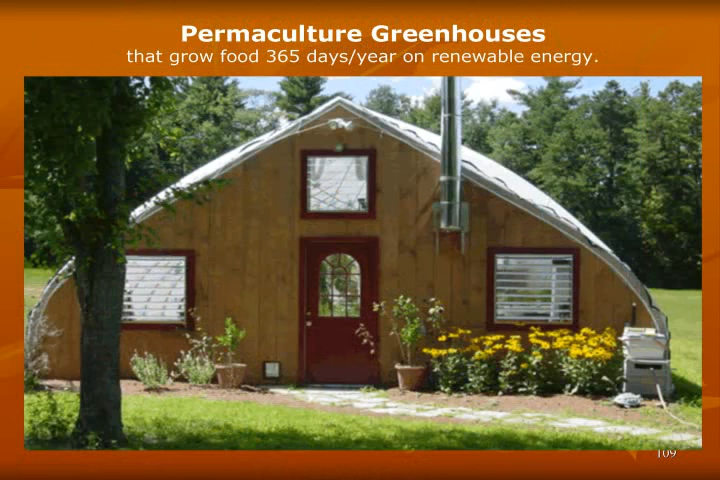 Permaculture Greenhouses
that grow food 365 days/year on renewable energy.
109